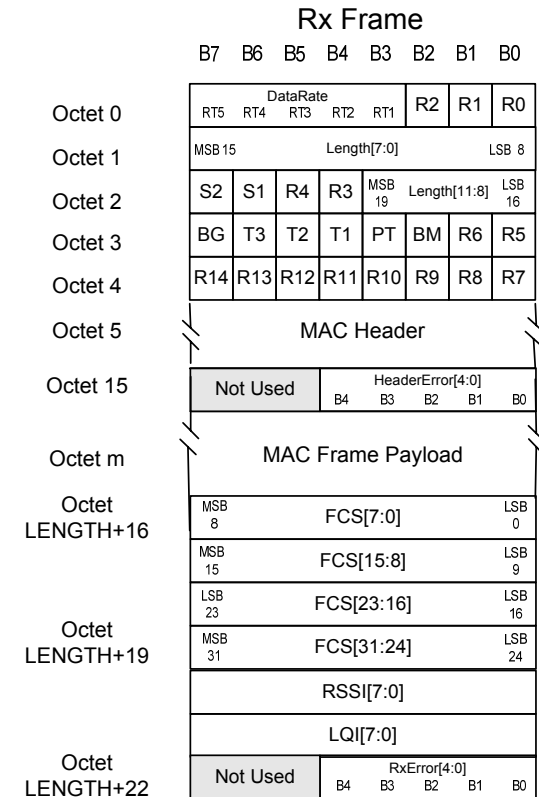 Rx Frame
B7 B6 B5 B4 B3 B2 B1 B0
Octet 0
DataRate
RT5 RT4 RT3 RT2 RT1
R2 R1 R0
Octet 1
MSB 15 Length[7:0] LSB 8
Octet 2
S2 S1 R4 R3 MSB 19 Length[11:8] LSB 16
Octet 3
BG T3 T2 T1 PT BM R6 R5
Octet 4
R14 R13 R12 R11 R10 R9 R8 R7
Octet 5
MAC Header
Octet 15
Not Used
HeaderError[4:0]
B4 B3 B2 B1 B0
Octet m
MAC Frame Payload
Octet
LENGTH+16
MSB 8 FCS[7:0] LSB 0
MSB 15 FCS[15:8] LSB 9
LSB 23 FCS[23:16] LSB 16
Octet
LENGTH+19
MSB 31 FCS[31:24] LSB 24
RSSI[7:0]
LQI[7:0]
Octet
LENGTH+22
Not Used
RxError[4:0]
B4 B3 B2 B1 B0